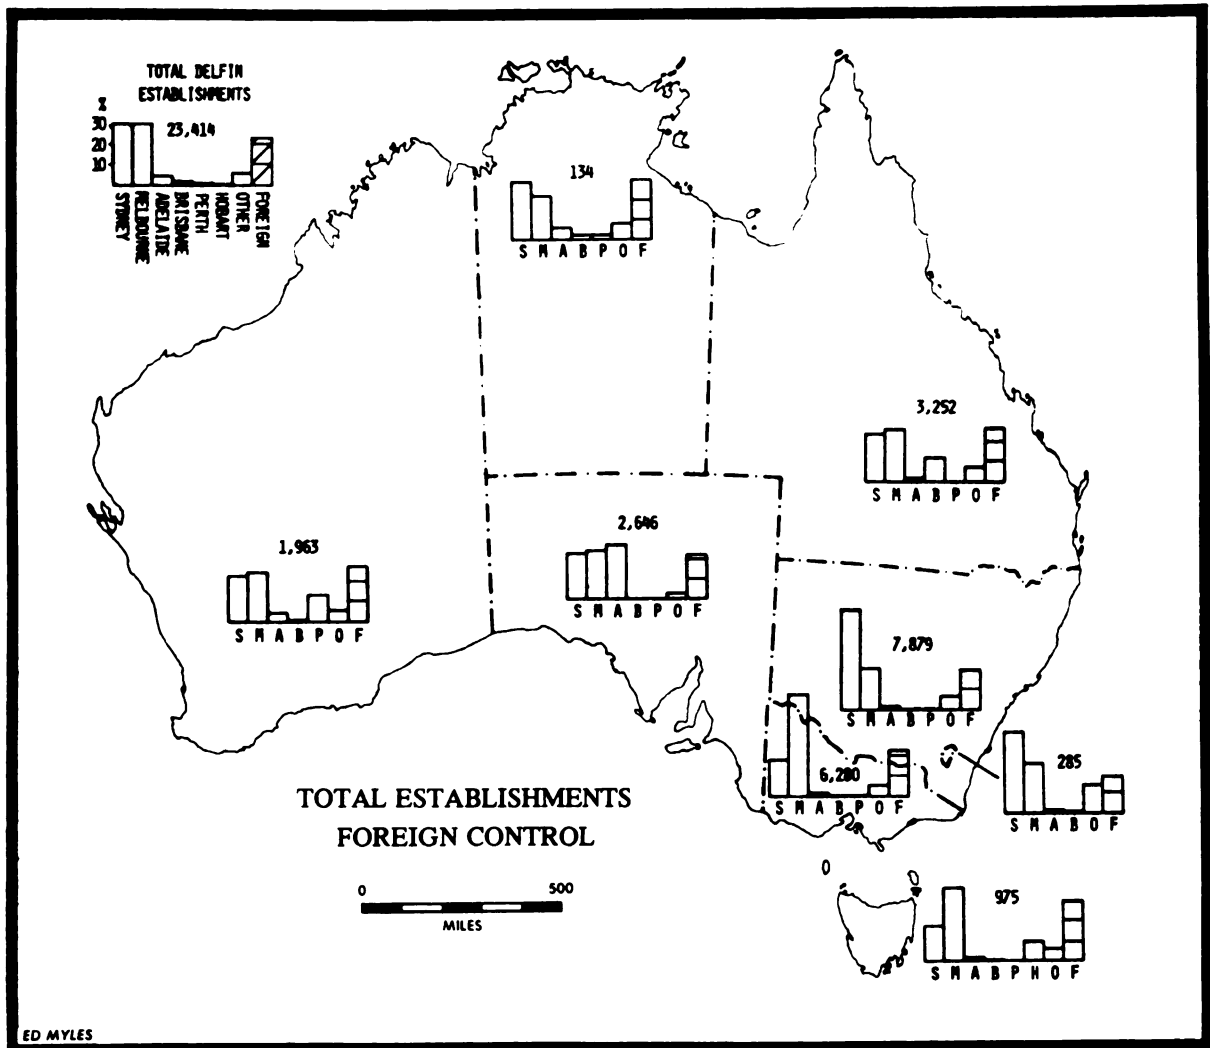 TOTAL DELFIN
ESTABLISHMENTS
%
30
20
10
23,414
SYDNEY
MELBOURNE
ADELAIDE
BRISBANE
PERTH
HOBART
OTHER
FOREIGN
134
S M A B P O F
3,252
S M A B P O F
2,646
S M A B P O F
1,963
S M A B P O F
7,879
S M A B P O F
6,280
S M A B P O F
285
S M A B O F
975
S M A B P H O F
TOTAL ESTABLISHMENTS
FOREIGN CONTROL
0 500
MILES
ED MYLES